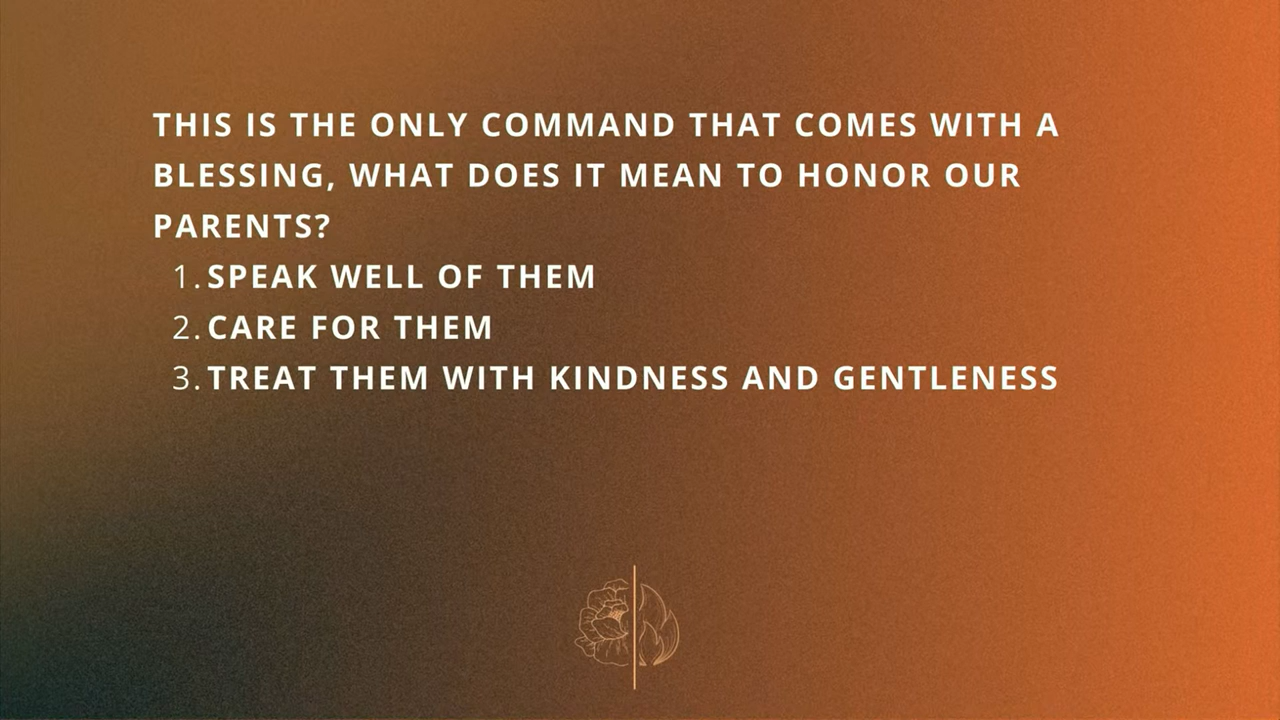 THIS IS THE ONLY COMMAND THAT COMES WITH A
BLESSING, WHAT DOES IT MEAN TO HONOR OUR
PARENTS?
1. SPEAK WELL OF THEM
2. CARE FOR THEM
3. TREAT THEM WITH KINDNESS AND GENTLENESS